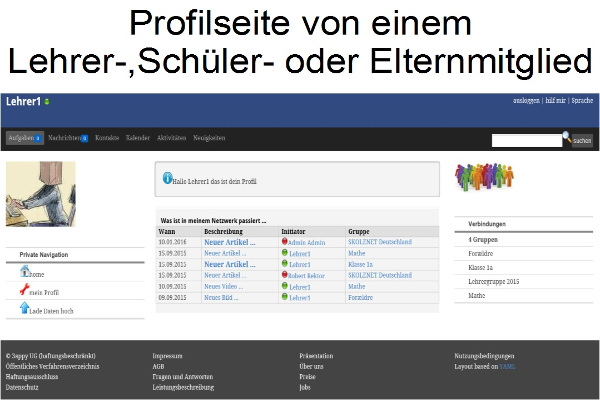 Profilseite von einem
Lehrer-,Schüler- oder Elternmitglied
Lehrer1
ausloggen | hilf mir | Sprache
Aufgaben Nachrichten Kontakte Kalender Aktivitäten Neuigkeiten
suchen
Hallo Lehrer1 das ist dein Profil
Was ist in meinem Netzwerk passiert ...
Wann Beschreibung Initiator Gruppe
10.01.2016 Neuer Artikel ... Admin Admin SKOLENET Deutschland
15.09.2015 Neuer Artikel ... Lehrer1 Mathe
15.09.2015 Neuer Artikel ... Lehrer1 Klasse 1a
15.09.2015 Neuer Artikel ... Robert Rektor SKOLENET Deutschland
10.09.2015 Neues Video ... Lehrer1 Mathe
09.09.2015 Neues Bild ... Lehrer1 Forældre
Private Navigation
home
mein Profil
Lade Daten hoch
Verbindungen
4 Gruppen
Forældre
Klasse 1a
Lehrergruppe 2015
Mathe
© 3appy UG (haftungsbeschränkt)
Öffentliches Verfahrensverzeichnis
Haftungsausschluss
Datenschutz
Impressum
AGB
Fragen und Antworten
Leistungsbeschreibung
Präsentation
Über uns
Preise
Jobs
Nutzungsbedingungen
Layout based on YAML